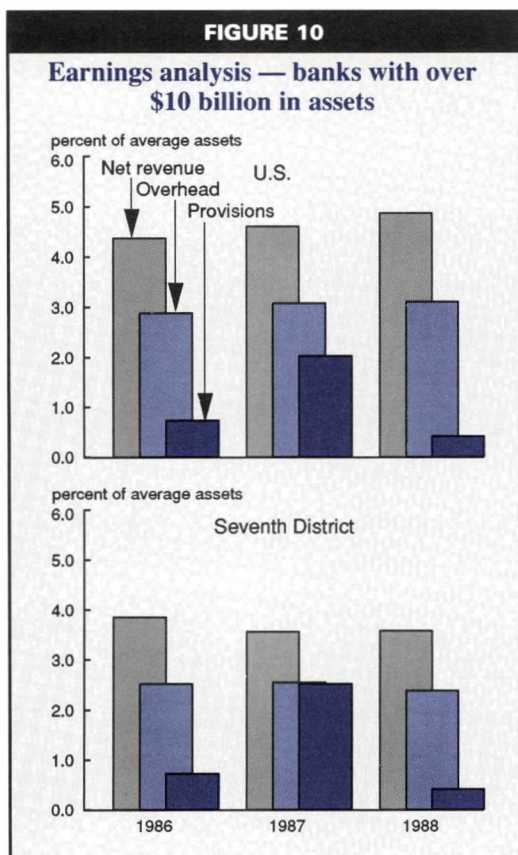 FIGURE 10
Earnings analysis — banks with over
$10 billion in assets
percent of average assets
6.0
Net revenue
U.S.
Overhead
5.0
Provisions
4.0
3.0
2.0
1.0
0.0
percent of average assets
6.0
Seventh District
5.0
4.0
3.0
2.0
1.0
0.0
1986
1987
1988